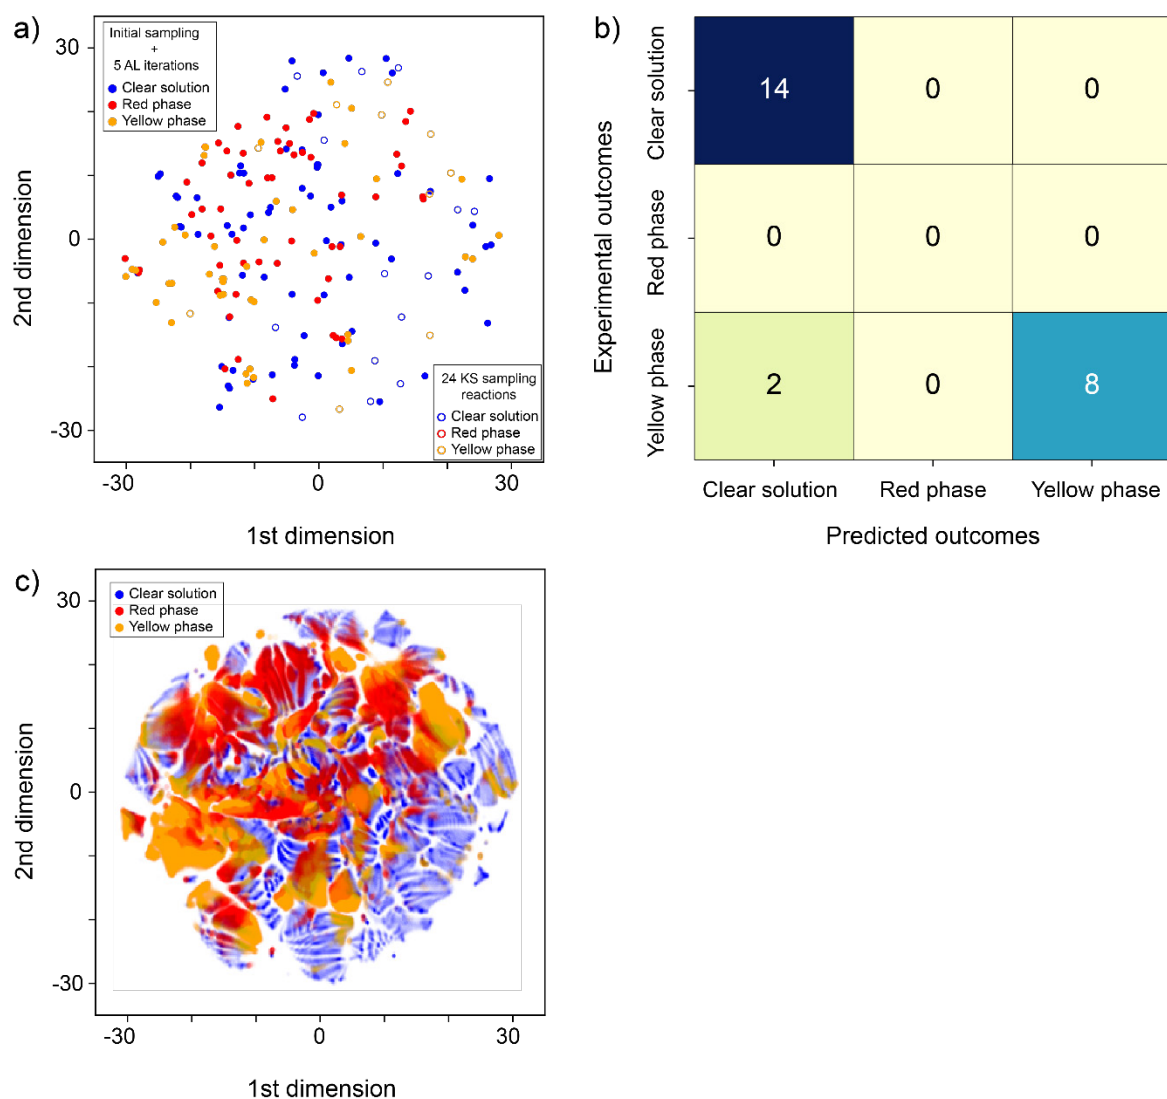 a)
Initial sampling
+
5 AL iterations
Clear solution
Red phase
Yellow phase
30
0
-30
2nd dimension
24 KS sampling
reactions
Clear solution
Red phase
Yellow phase
-30
0
30
1st dimension
b)
Experimental outcomes
Clear solution
Red phase
Yellow phase
14
0
0
0
0
0
2
0
8
Clear solution
Red phase
Yellow phase
Predicted outcomes
c)
Clear solution
Red phase
Yellow phase
30
0
-30
2nd dimension
-30
0
30
1st dimension